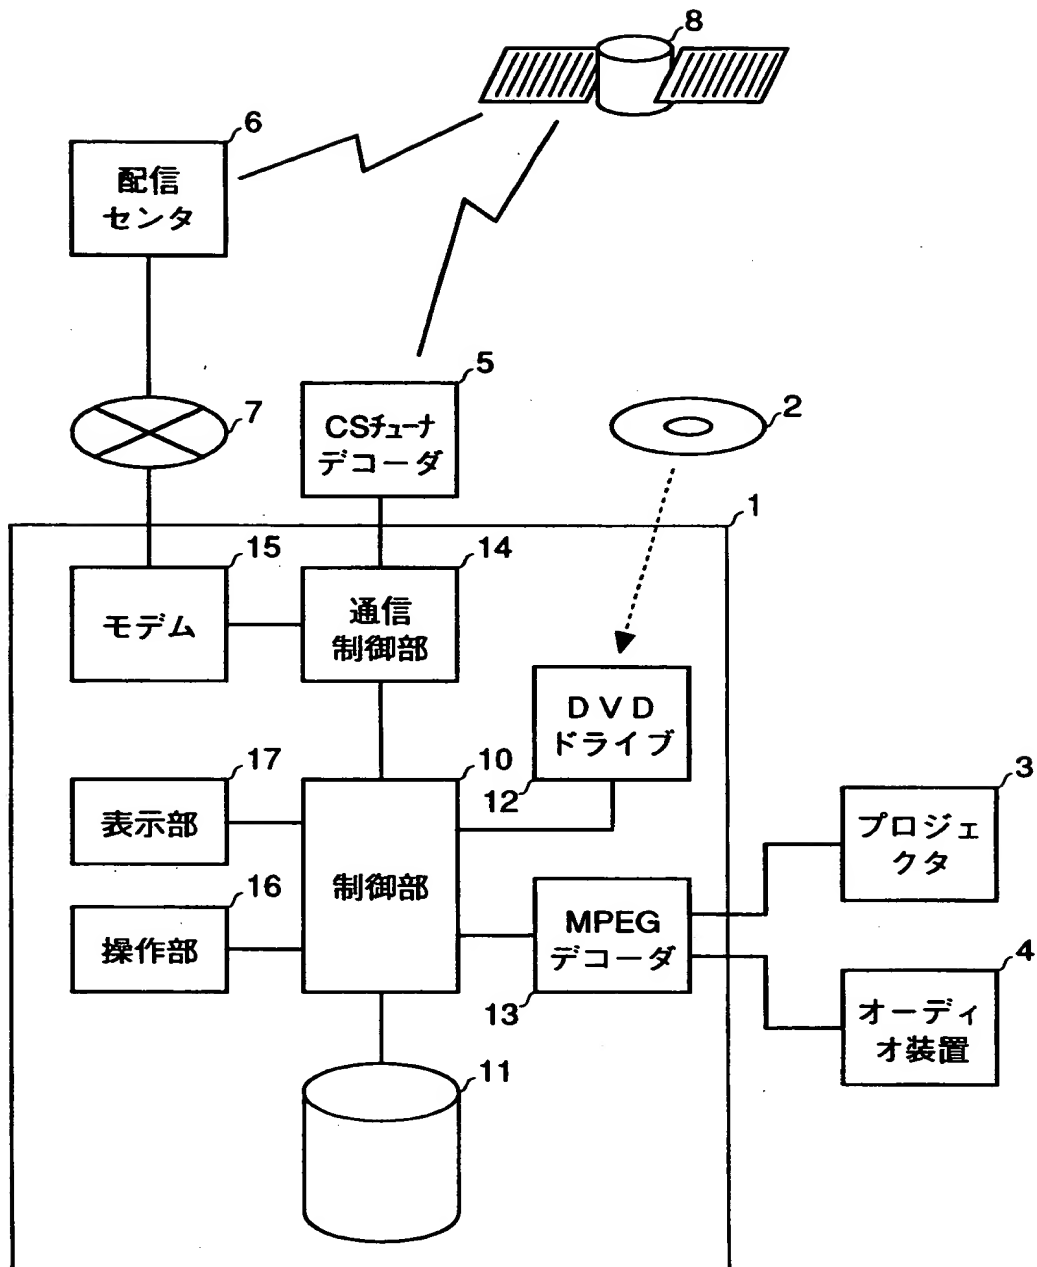 8
6
配信
センタ
5
CSチューナ
デコーダ
7
2
1
15
モデム
14
通信
制御部
DVD
ドライブ
12
17
表示部
10
制御部
3
プロジェ
クタ
16
操作部
MPEG
デコーダ
13
4
オーディ
オ装置
11